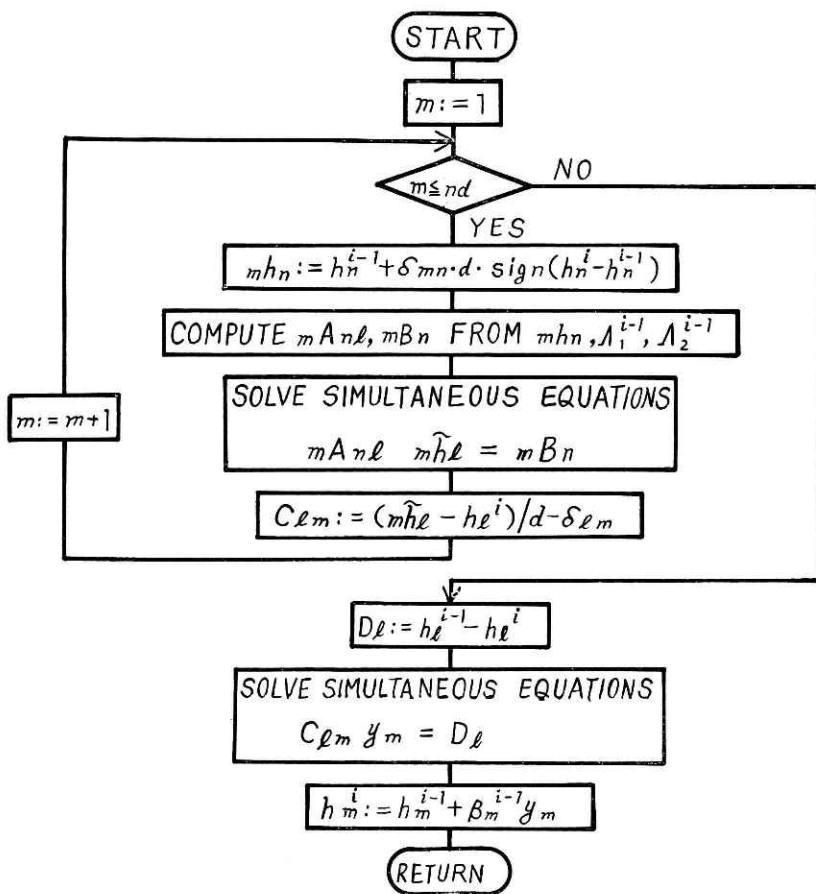 START
m:=1
m≦nd
NO
YES
mhn:=hn^{i-1}+δmn・d・sign(hn^i-hn^{i-1})
COMPUTE mAnℓ, mBn FROM mhn, Λ₁^{i-1}, Λ₂^{i-1}
SOLVE SIMULTANEOUS EQUATIONS
mAnℓ mh̃ℓ = mBn
m:=m+1
Cℓm:=(mh̃ℓ-hℓ^i)/d-δℓm
Dℓ:=hℓ^{i-1}-hℓ^i
SOLVE SIMULTANEOUS EQUATIONS
Cℓm ym = Dℓ
hm^i:=hm^{i-1}+βm^{i-1}ym
RETURN